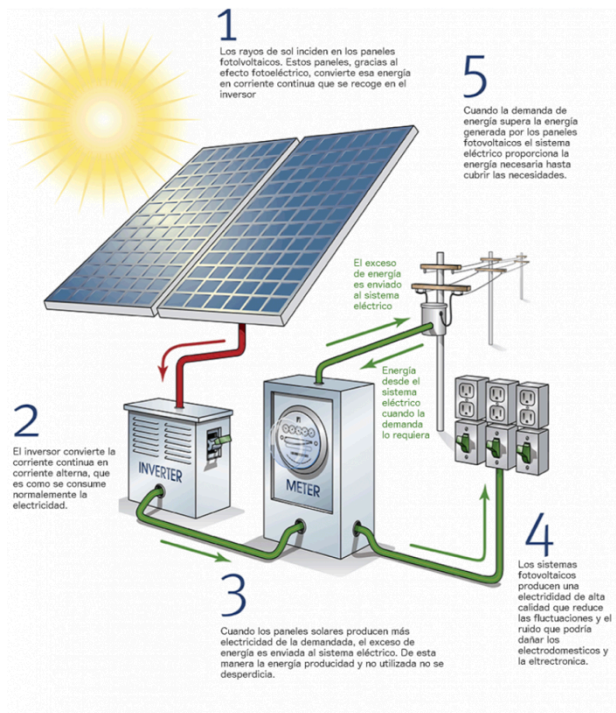 1
Los rayos de sol inciden en los paneles
fotolvoltaicos. Estos paneles, gracias al
efecto fotoeléctrico, convierte esa energía
en corriente continua que se recoge en el
inversor
5
Cuando la demanda de
energía supera la energía
generada por los paneles
fotovoltaicos el sistema
eléctrico proporciona la
energía necesaria hasta
cubrir las necesidades.
El exceso
de energía
es enviado
al sistema
eléctrico
Energía
desde el
sistema
eléctrico
cuando la
demanda
lo requiera
2
El inversor convierte la
corriente continua en
corriente alterna, que
es como se consume
normalmente la
electricidad.
INVERTER
METER
3
Cuando los paneles solares producen más
electricidad de la demandada, el exceso de
energía es enviada al sistema eléctrico. De esta
manera la energía producidad y no utilizada no se
desperdicia.
4
Los sistemas
fotovoltaicos
producen una
electrididad de alta
calidad que reduce
las fluctuaciones y el
ruido que podría
dañar los
electrodomesticos y
la eltrectronica.